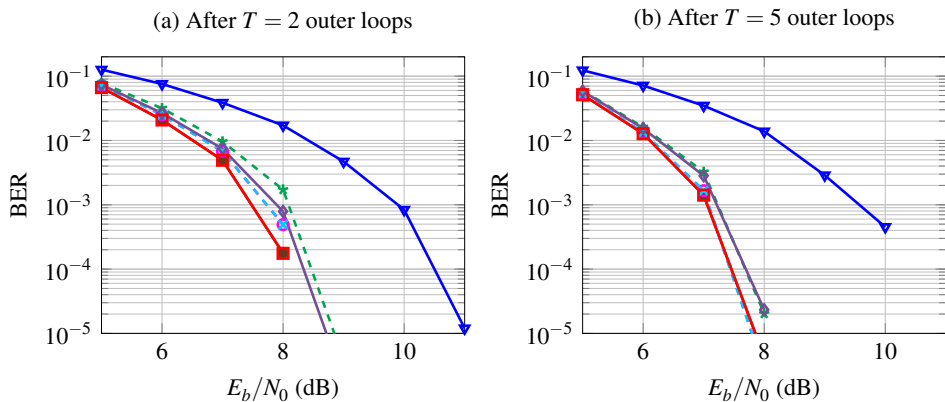 (a) After T = 2 outer loops
10⁻¹
10⁻²
10⁻³
10⁻⁴
10⁻⁵
BER
6 8 10
E_b/N_0 (dB)
(b) After T = 5 outer loops
10⁻¹
10⁻²
10⁻³
10⁻⁴
10⁻⁵
BER
6 8 10
E_b/N_0 (dB)